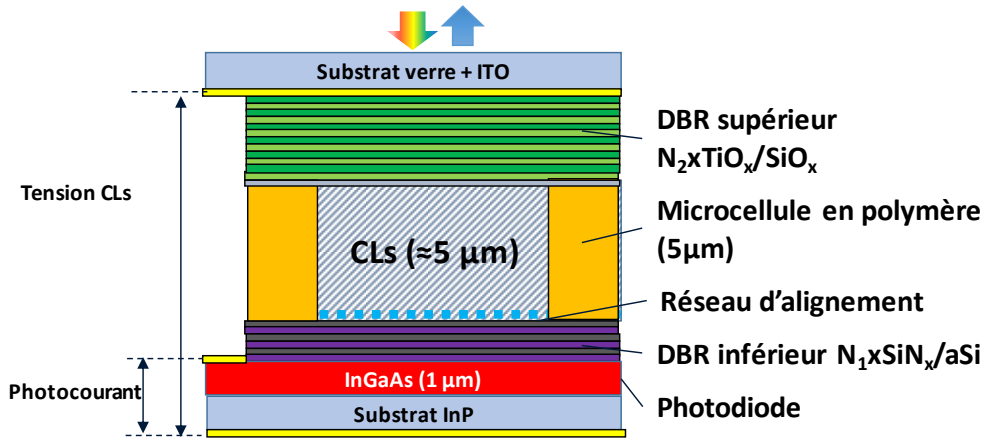 Substrat verre + ITO
DBR supérieur
N₂xTiOₓ/SiOₓ
Tension CLs
Microcellule en polymère
(5µm)
CLs (≈5 µm)
Réseau d'alignement
DBR inférieur N₁xSiNₓ/aSi
InGaAs (1 µm)
Photocourant
Photodiode
Substrat InP